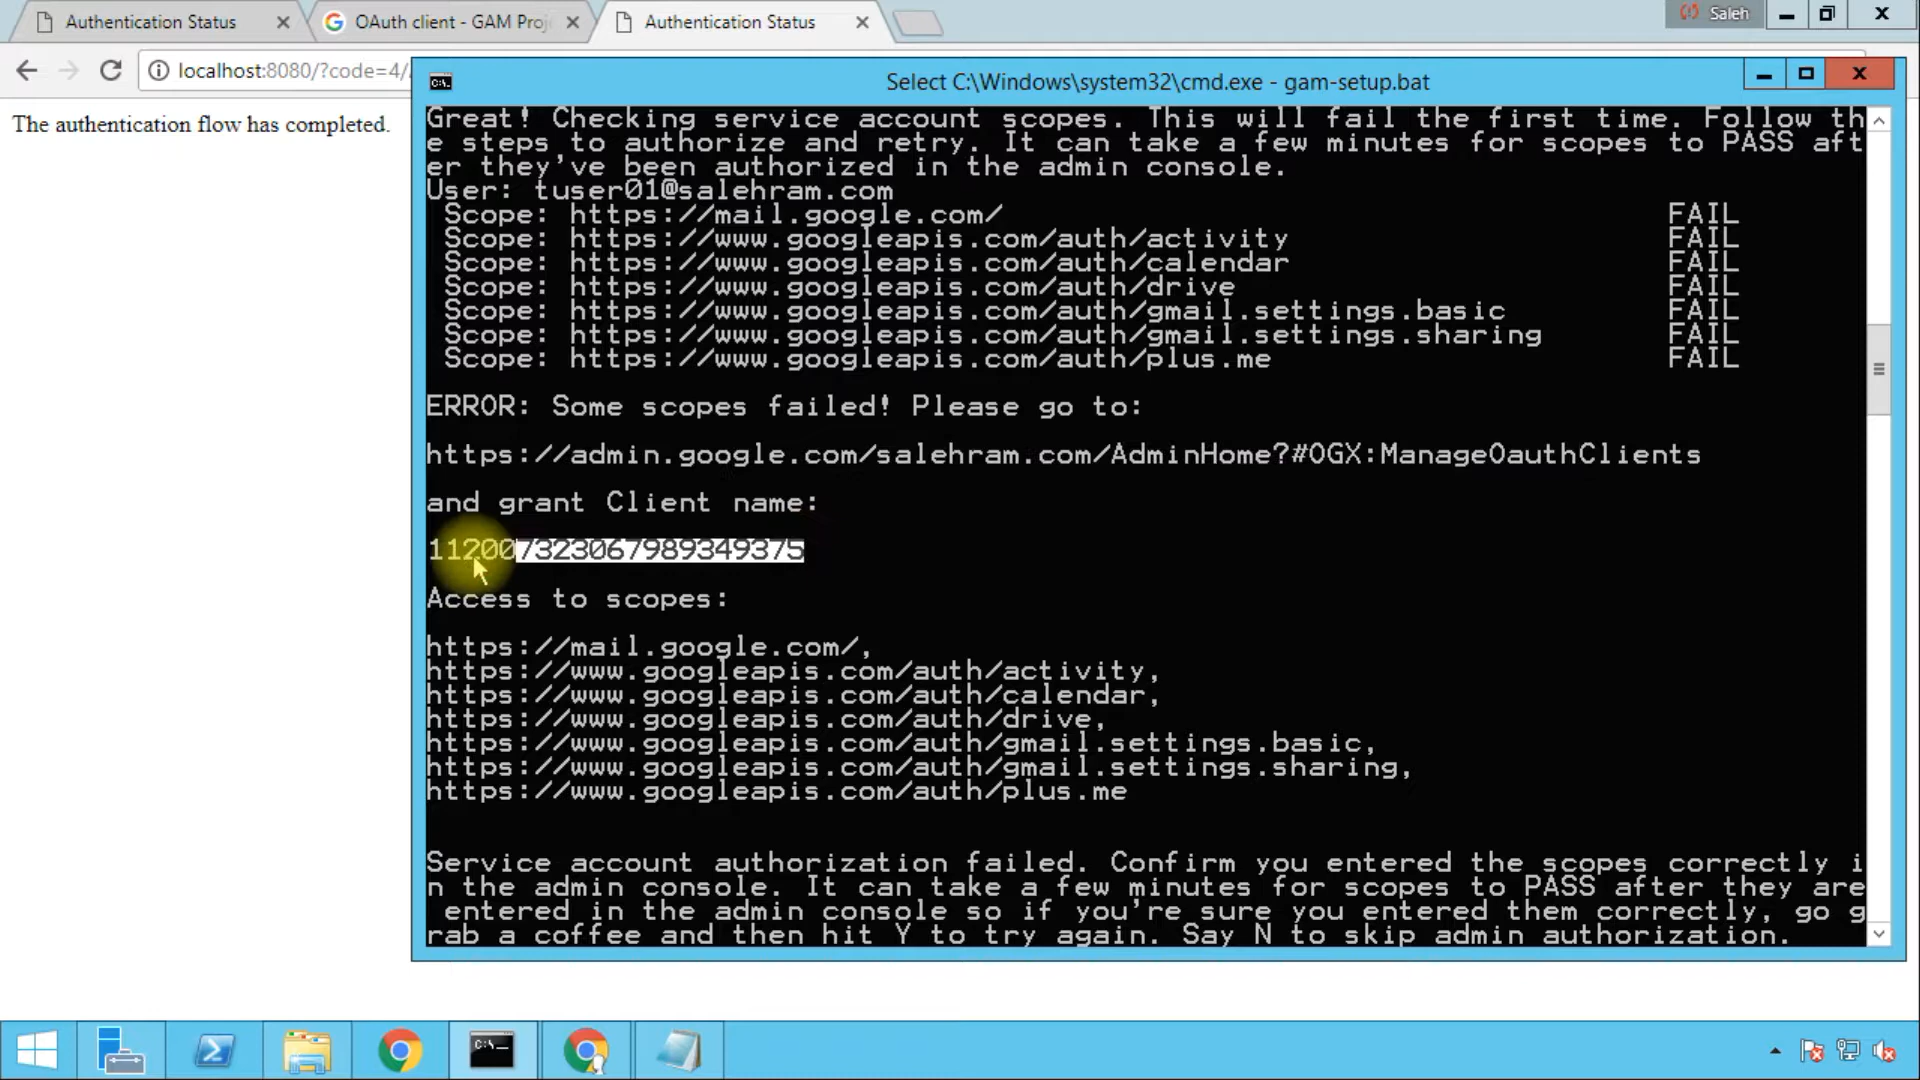 Authentication Status
OAuth client - GAM Proj
Authentication Status
Saleh
localhost:8080/?code=4/
The authentication flow has completed.
Select C:\Windows\system32\cmd.exe - gam-setup.bat
Great! Checking service account scopes. This will fail the first time. Follow th
e steps to authorize and retry. It can take a few minutes for scopes to PASS aft
er they've been authorized in the admin console.
User: tuser01@salehram.com
Scope: https://mail.google.com/ FAIL
Scope: https://www.googleapis.com/auth/activity FAIL
Scope: https://www.googleapis.com/auth/calendar FAIL
Scope: https://www.googleapis.com/auth/drive FAIL
Scope: https://www.googleapis.com/auth/gmail.settings.basic FAIL
Scope: https://www.googleapis.com/auth/gmail.settings.sharing FAIL
Scope: https://www.googleapis.com/auth/plus.me FAIL
ERROR: Some scopes failed! Please go to:
https://admin.google.com/salehram.com/AdminHome?#OGX:ManageOauthClients
and grant Client name:
112007323067989349375
Access to scopes:
https://mail.google.com/,
https://www.googleapis.com/auth/activity,
https://www.googleapis.com/auth/calendar,
https://www.googleapis.com/auth/drive,
https://www.googleapis.com/auth/gmail.settings.basic,
https://www.googleapis.com/auth/gmail.settings.sharing,
https://www.googleapis.com/auth/plus.me
Service account authorization failed. Confirm you entered the scopes correctly i
n the admin console. It can take a few minutes for scopes to PASS after they are
entered in the admin console so if you're sure you entered them correctly, go g
rab a coffee and then hit Y to try again. Say N to skip admin authorization.